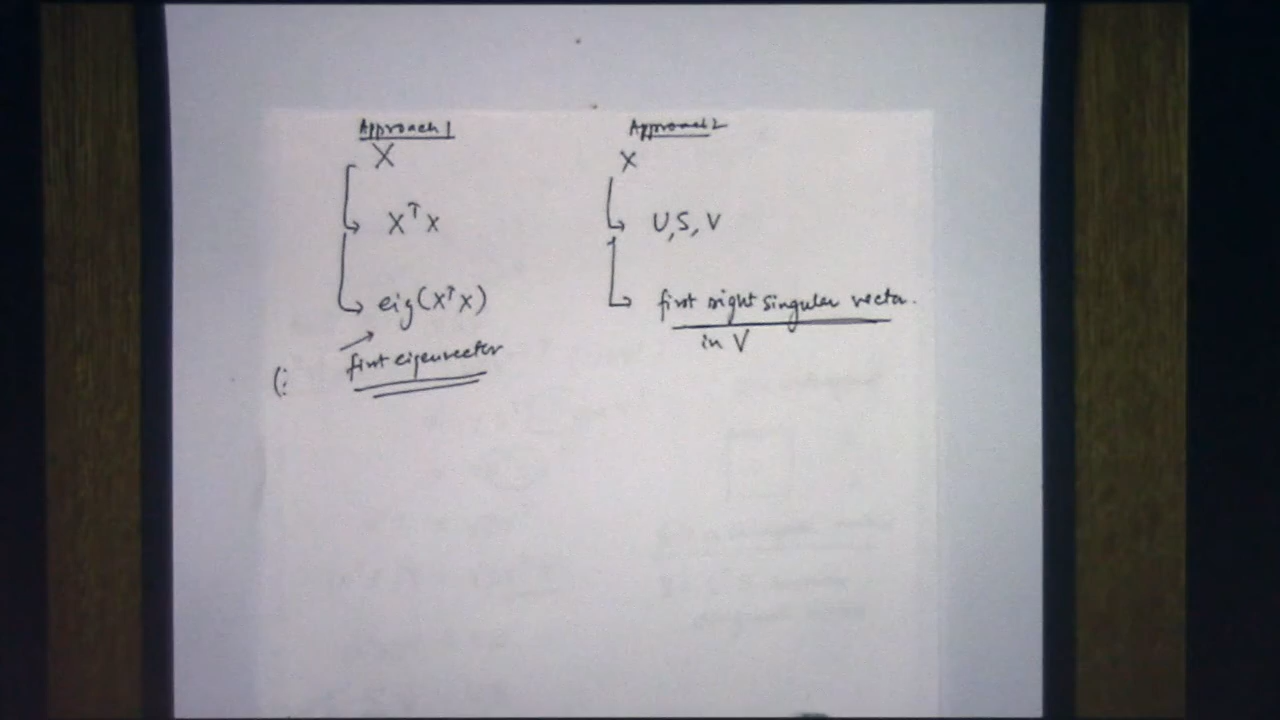 Approach 1
X
XᵀX
eig(XᵀX)
first eigenvector
(:
Approach 2
X
U,S,V
first right singular vector.
in V